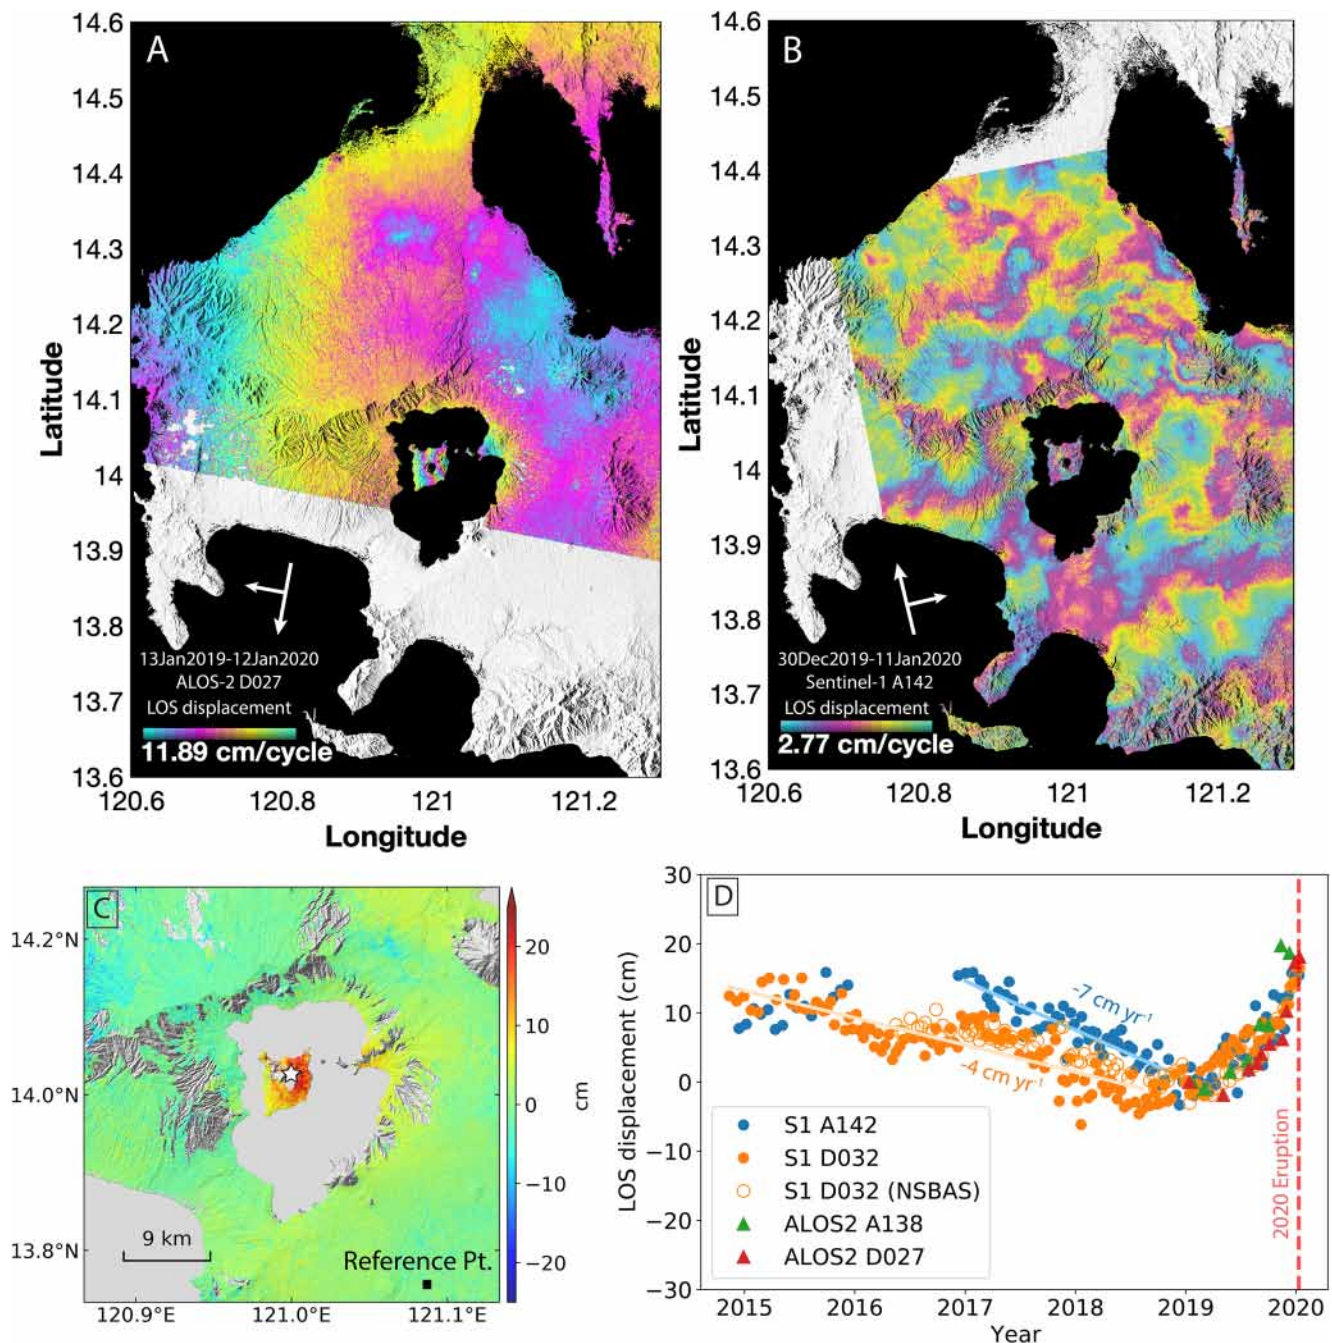 A
14.6
14.5
14.4
14.3
14.2
14.1
14
13.9
13.8
13.7
13.6
Latitude
13Jan2019-12Jan2020
ALOS-2 D027
LOS displacement
11.89 cm/cycle
120.6
120.8
121
121.2
Longitude
B
14.6
14.5
14.4
14.3
14.2
14.1
14
13.9
13.8
13.7
13.6
Latitude
30Dec2019-11Jan2020
Sentinel-1 A142
LOS displacement
2.77 cm/cycle
120.6
120.8
121
121.2
Longitude
C
14.2°N
14.0°N
13.8°N
9 km
Reference Pt.
120.9°E
121.0°E
121.1°E
20
10
0
−10
−20
cm
D
30
20
10
0
−10
−20
−30
LOS displacement (cm)
-7 cm yr⁻¹
-4 cm yr⁻¹
S1 A142
S1 D032
S1 D032 (NSBAS)
ALOS2 A138
ALOS2 D027
2020 Eruption
2015
2016
2017
2018
2019
2020
Year